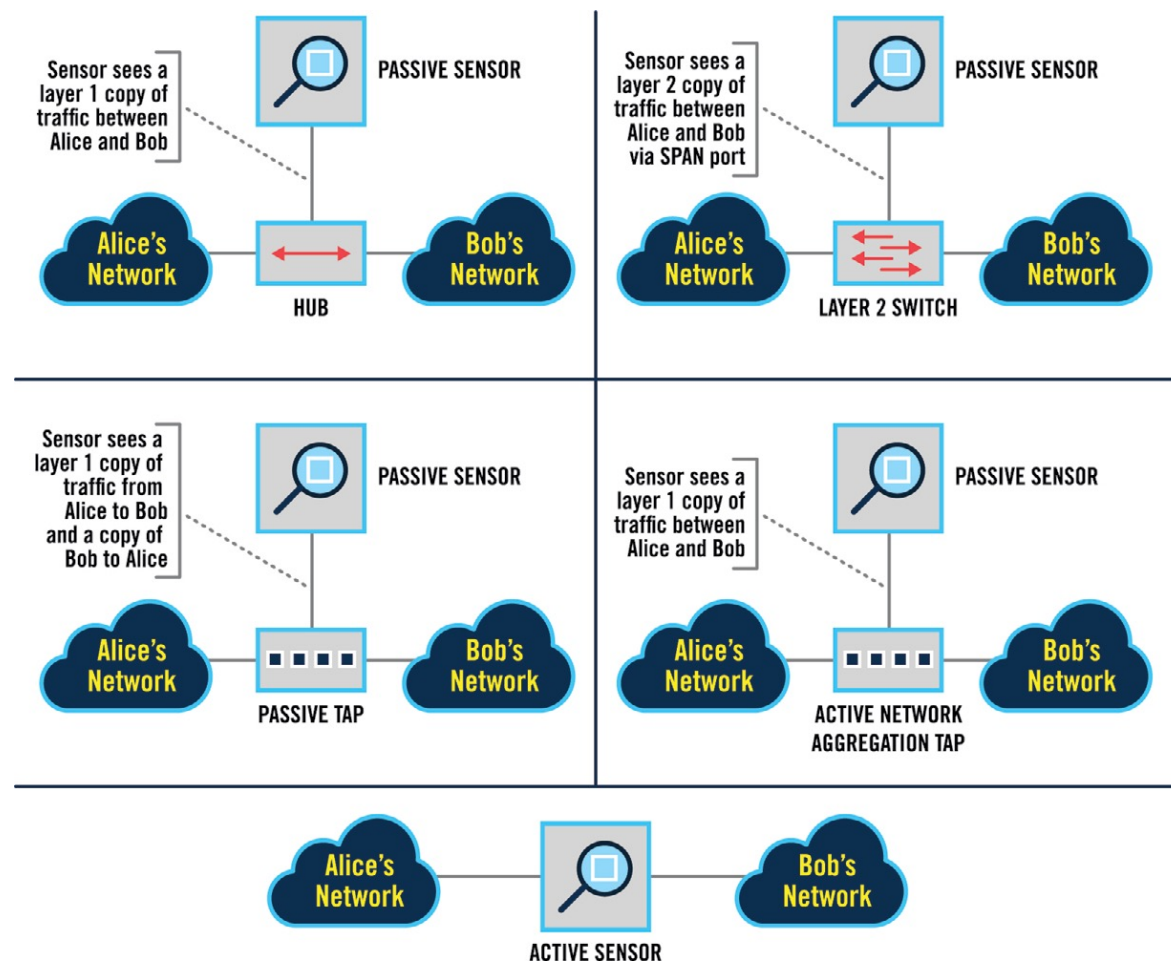 Sensor sees a
layer 1 copy of
traffic between
Alice and Bob
PASSIVE SENSOR
Alice's
Network
HUB
Bob's
Network
Sensor sees a
layer 2 copy of
traffic between
Alice and Bob
via SPAN port
PASSIVE SENSOR
Alice's
Network
LAYER 2 SWITCH
Bob's
Network
Sensor sees a
layer 1 copy of
traffic from
Alice to Bob
and a copy of
Bob to Alice
PASSIVE SENSOR
Alice's
Network
PASSIVE TAP
Bob's
Network
Sensor sees a
layer 1 copy of
traffic between
Alice and Bob
PASSIVE SENSOR
Alice's
Network
ACTIVE NETWORK
AGGREGATION TAP
Bob's
Network
Alice's
Network
ACTIVE SENSOR
Bob's
Network